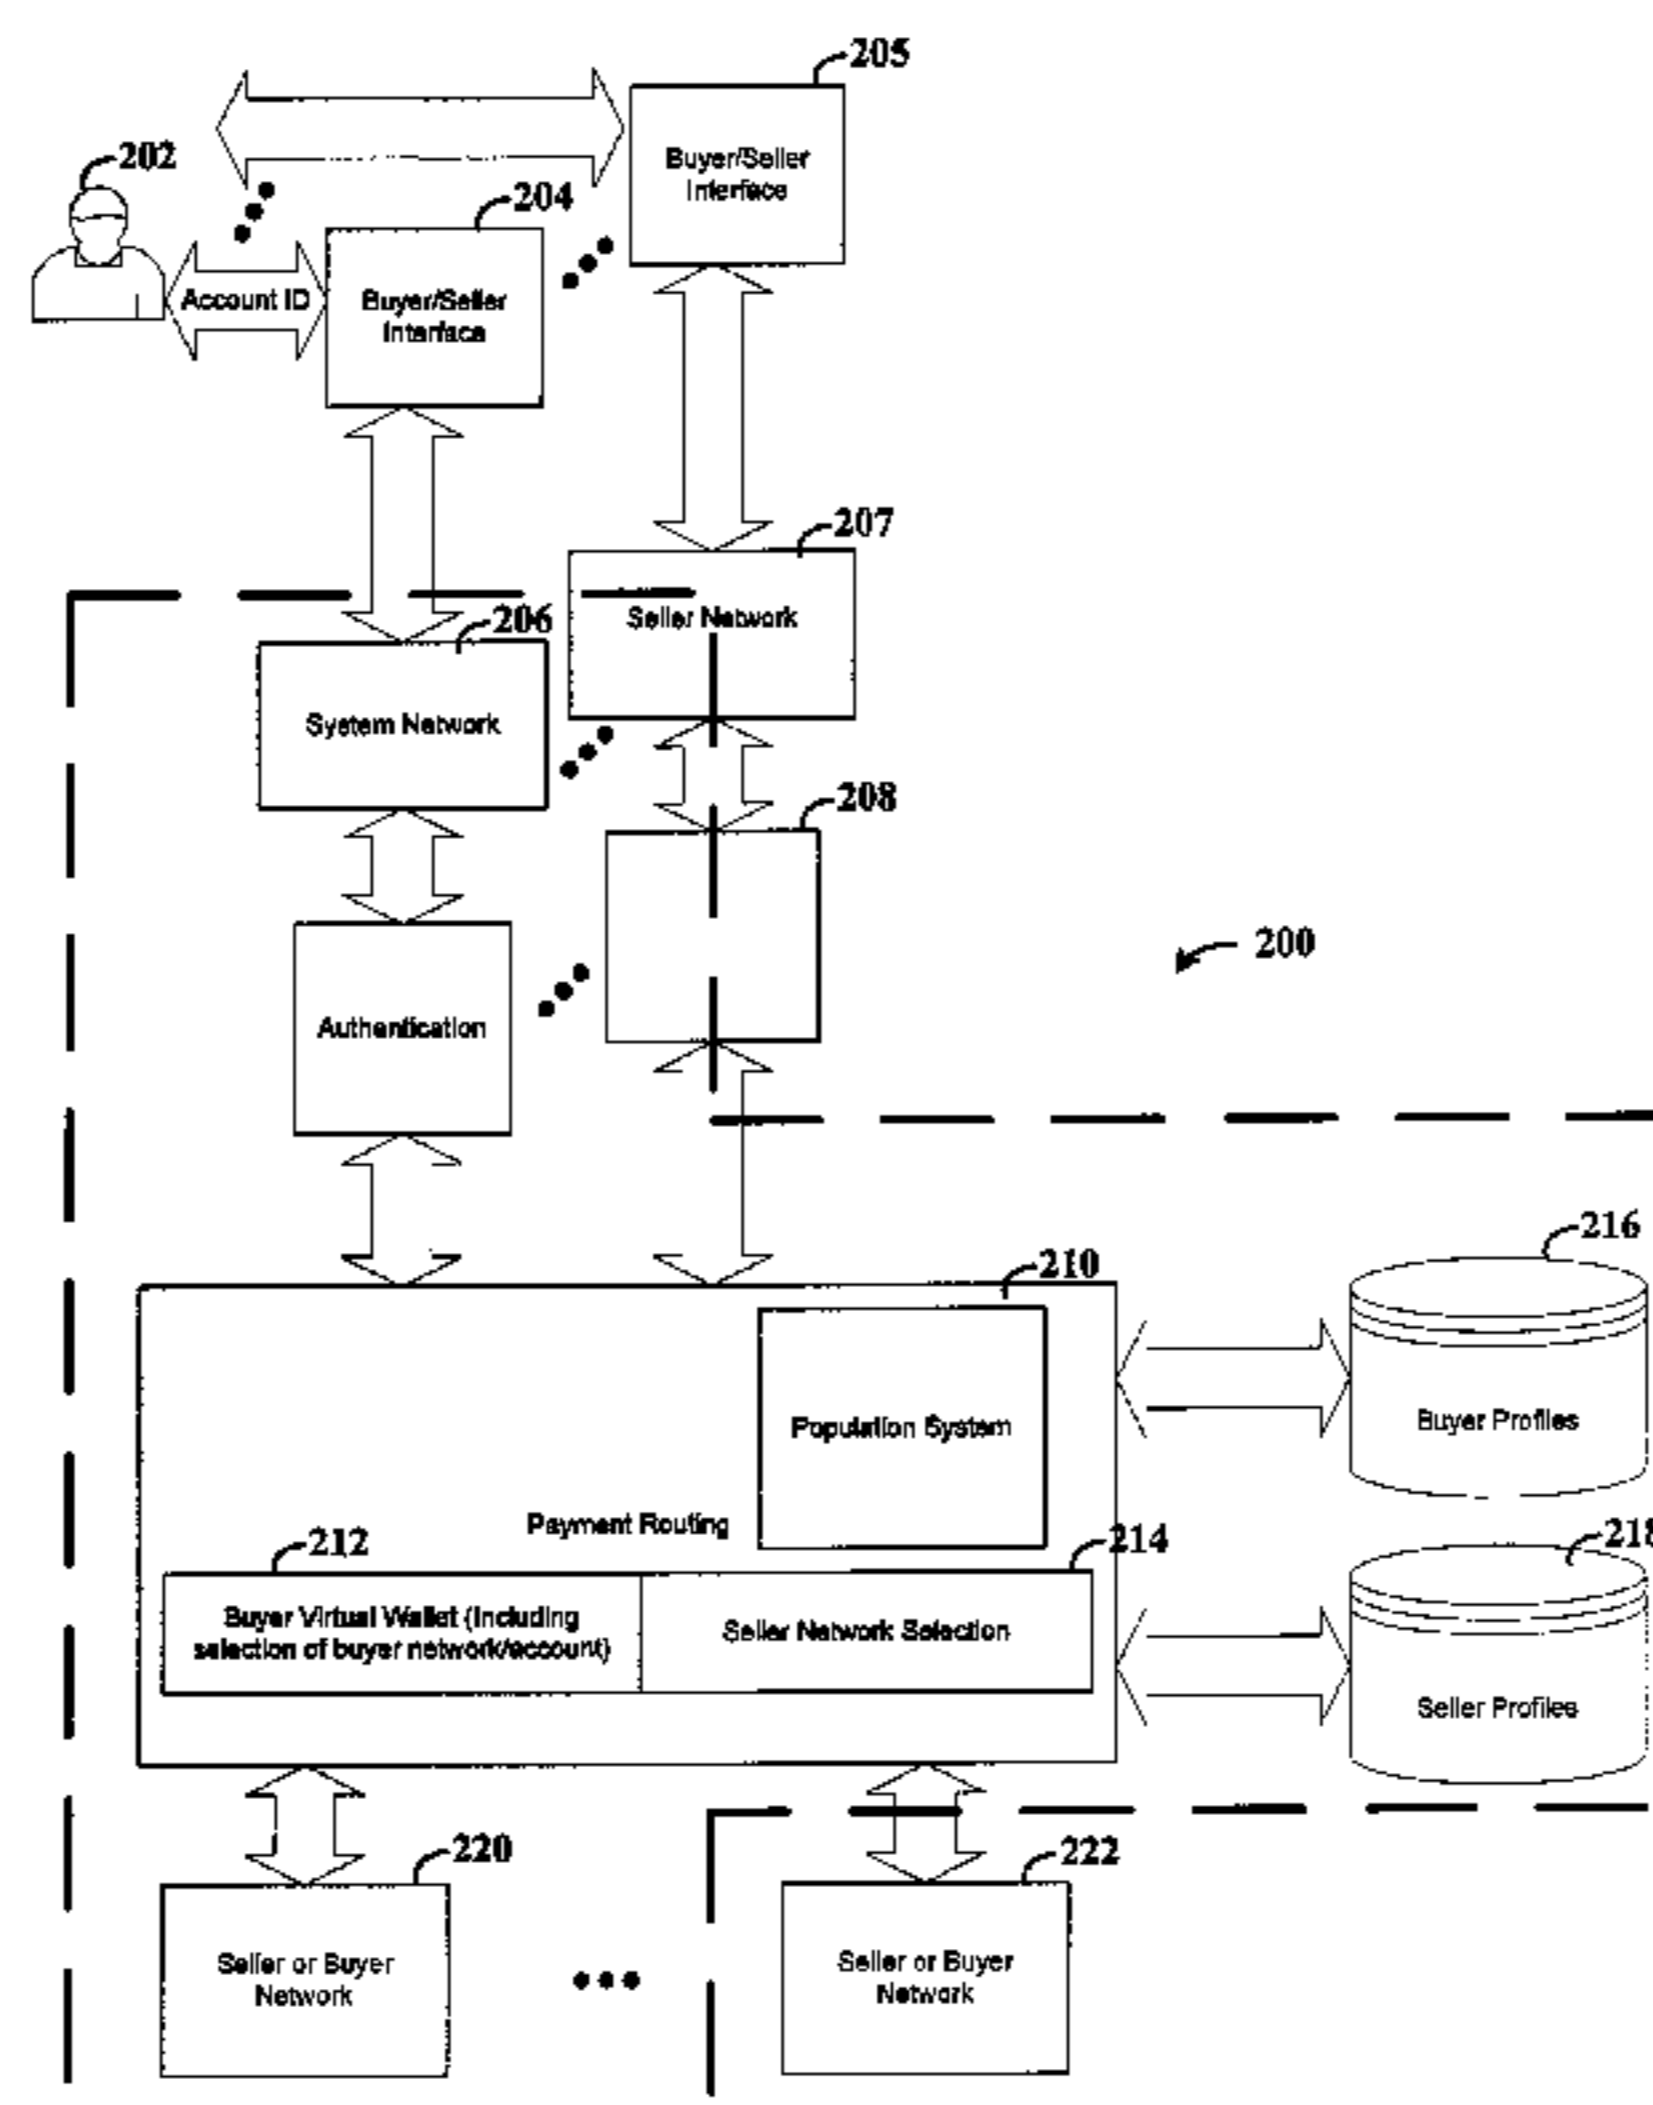 205
Buyer/Seller
Interface
202
204
Account ID
Buyer/Seller
Interface
207
Seller Network
206
System Network
208
200
Authentication
216
210
Buyer Profiles
Population System
Payment Routing
212
214
218
Buyer Virtual Wallet (Including
selection of buyer network/account)
Seller Network Selection
Seller Profiles
220
222
Seller or Buyer
Network
Seller or Buyer
Network